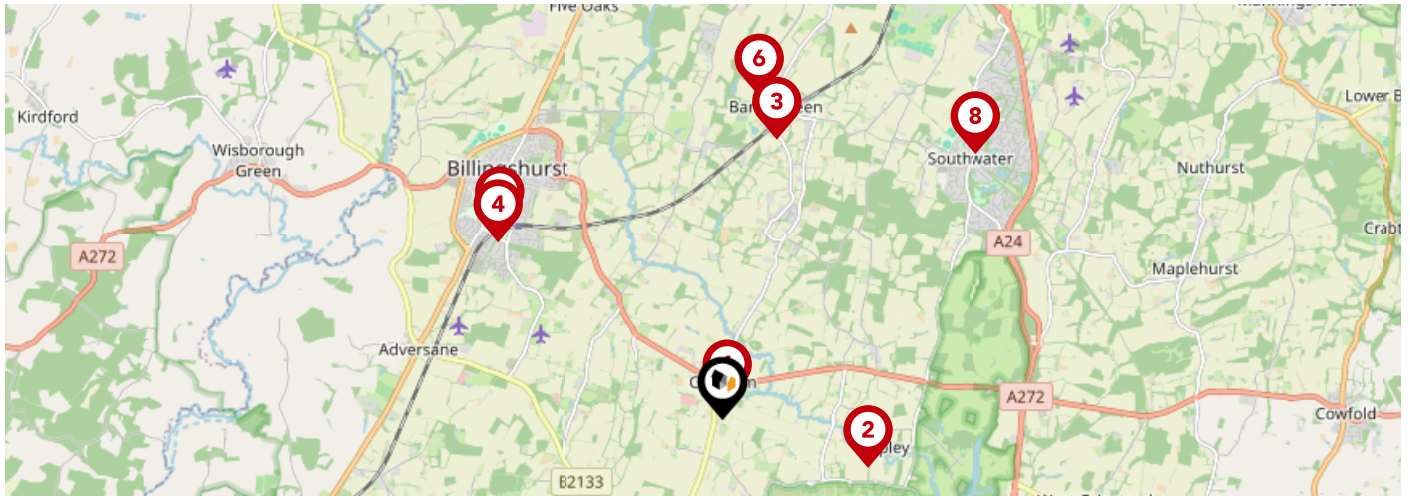 Five Oaks
6
Lower B
3
8
Kirdford
Wisborough
Green
Southwater
Nuthurst
Billingshurst
4
Crabt
A24
A272
Maplehurst
Adversane
A272
Cowfold
2
B2133